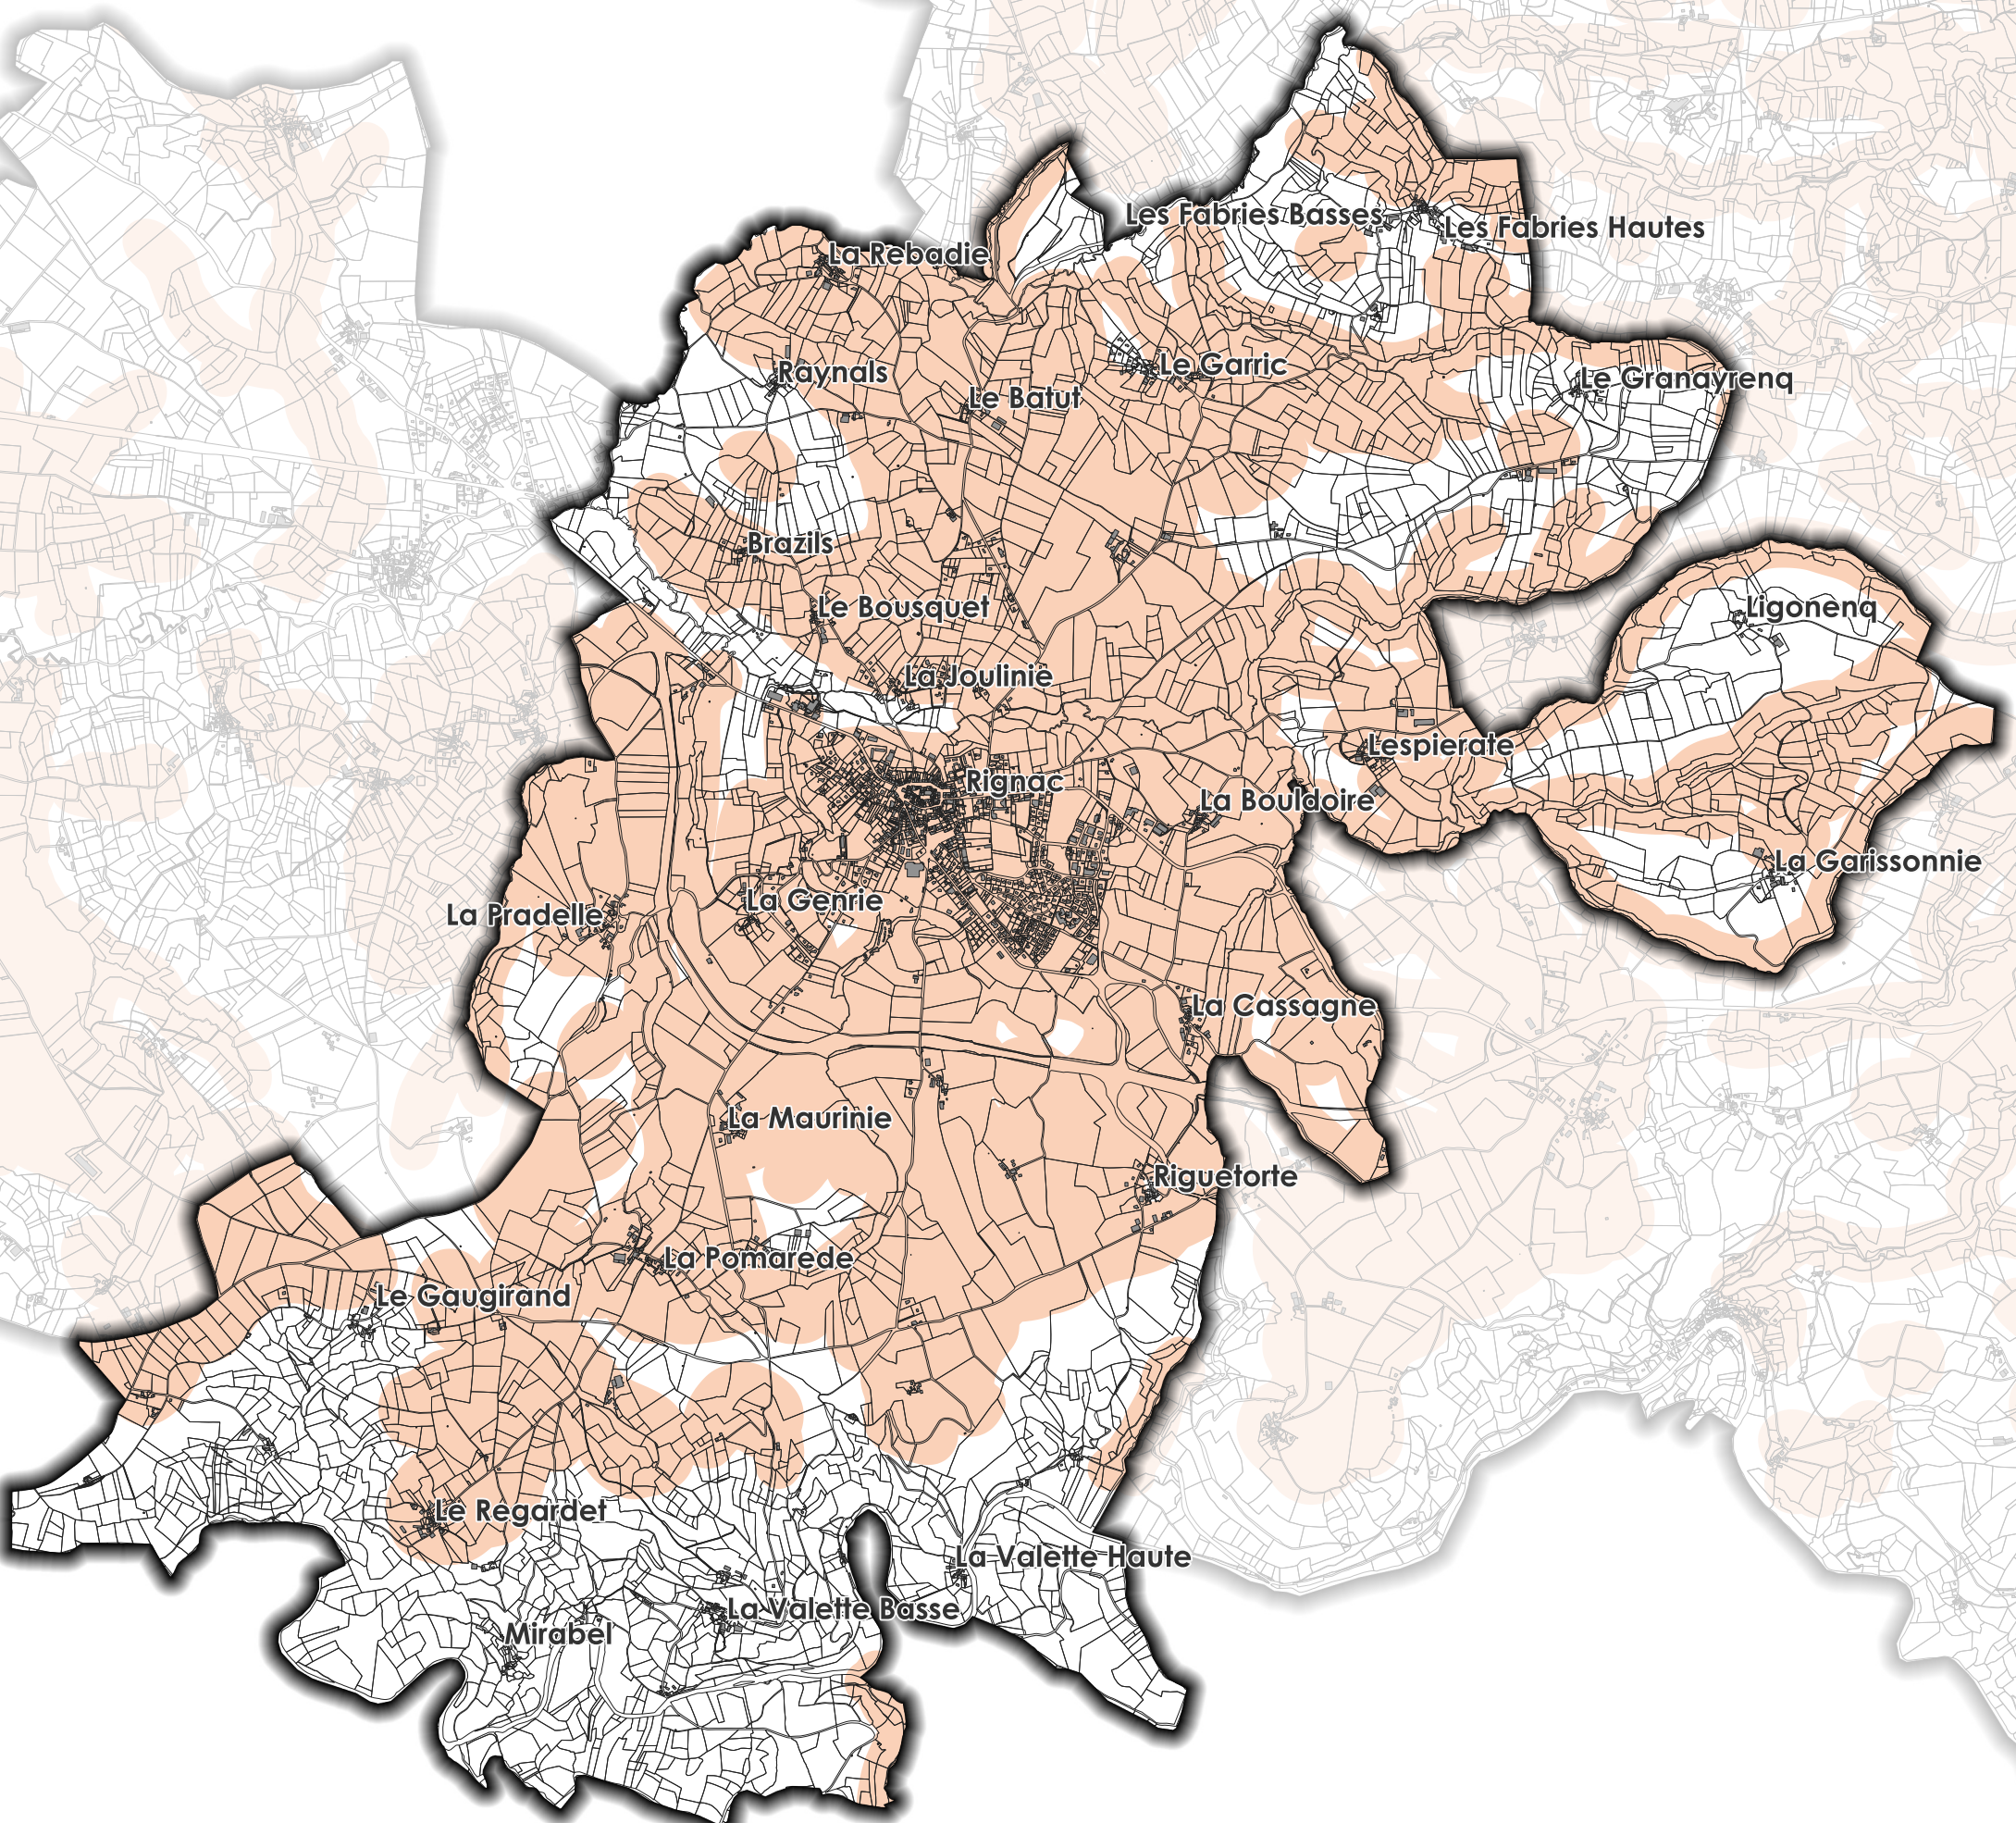 Les Fabries Basses
Les Fabries Hautes
La Rebadie
Le Garric
Raynals
Le Granayrenq
Le Batut
Brazils
Le Bousquet
Ligonenq
La Joulinie
Lespierate
Rignac
La Bouldoire
La Garissonnie
La Genrie
La Pradelle
La Cassagne
La Maurinie
Riguetorte
La Pomarede
Le Gaugirand
Le Regardet
La Valette Haute
La Valette Basse
Mirabel